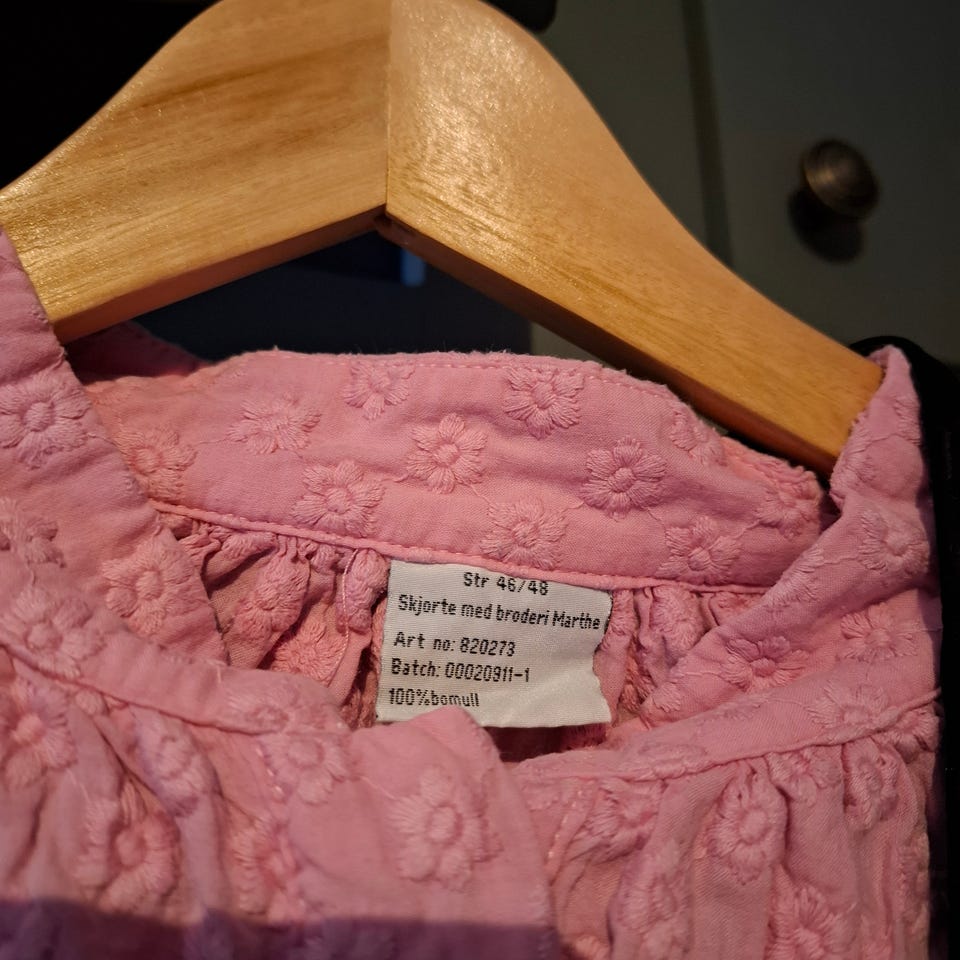 Str 46/48
Skjorte med broderi Marthe
Art no: 820273
Batch: 00020911-1
100%bomull